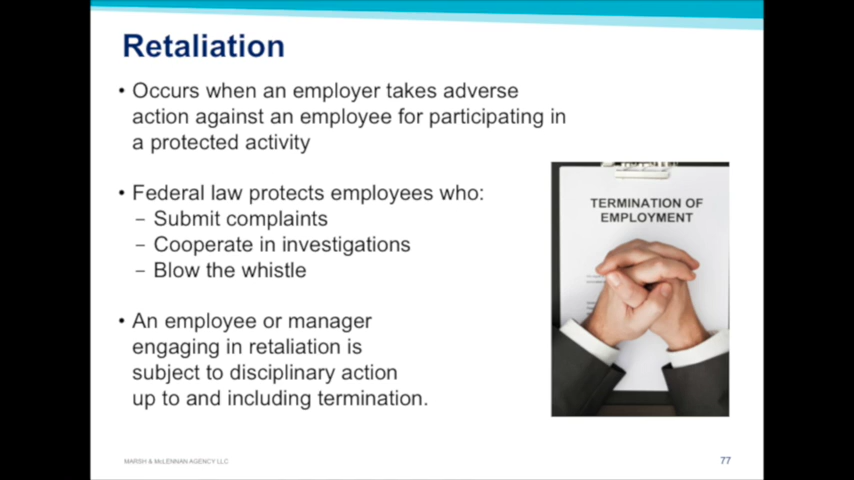 Retaliation
• Occurs when an employer takes adverse
action against an employee for participating in
a protected activity
• Federal law protects employees who:
– Submit complaints
– Cooperate in investigations
– Blow the whistle
• An employee or manager
engaging in retaliation is
subject to disciplinary action
up to and including termination.
TERMINATION OF
EMPLOYMENT
MARSH & McLENNAN AGENCY LLC
77